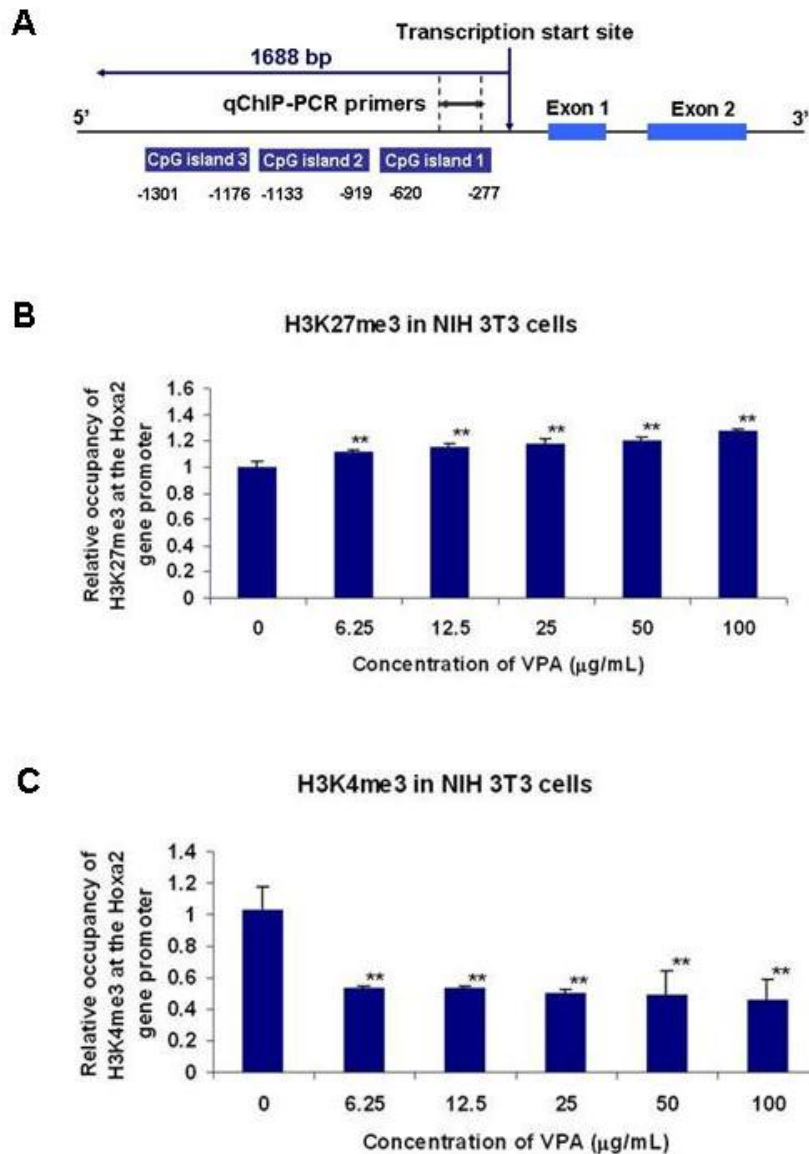 A
Transcription start site
1688 bp
qChIP-PCR primers
5'
Exon 1
Exon 2
3'
CpG island 3
CpG island 2
CpG island 1
-1301
-1176
-1133
-919
-620
-277
B
H3K27me3 in NIH 3T3 cells
Relative occupancy of
H3K27me3 at the Hoxa2
gene promoter
1.6
1.4
1.2
1
0.8
0.6
0.4
0.2
0
**
**
**
**
**
0 6.25 12.5 25 50 100
Concentration of VPA (µg/mL)
C
H3K4me3 in NIH 3T3 cells
Relative occupancy of
H3K4me3 at the Hoxa2
gene promoter
1.4
1.2
1
0.8
0.6
0.4
0.2
0
**
**
**
**
**
0 6.25 12.5 25 50 100
Concentration of VPA (µg/mL)